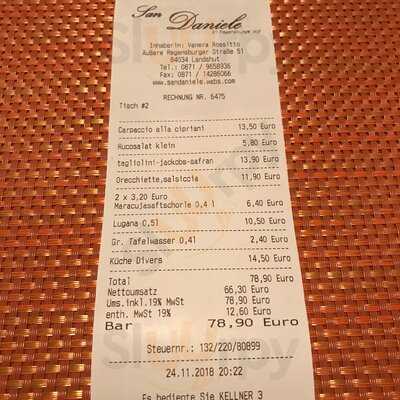 San Daniele
Inhaberin: Vanera Rossitto
Äußere Regensburger Straße 51
84034 Landshut
Tel.: 0871 / 9658936
Fax: 0871 / 14286066
www.sandaniele.webs.com
RECHNUNG NR. 6475
Tisch #2
Carpaccio alla cipriani 13,50 Euro
Rucosalat klein 5,80 Euro
tagliolini-jackobs-safran 13,90 Euro
Orecchiette,salsiccia 11,90 Euro
2 x 3,20 Euro
Maracujasaftschorle 0,4 l 6,40 Euro
Lugana 0,5l 10,50 Euro
Gr. Tafelwasser 0,4l 2,40 Euro
Küche Divers 14,50 Euro
Total 78,90 Euro
Nettoumsatz 66,30 Euro
Ums.inkl.19% MwSt 78,90 Euro
enth. MwSt 19% 12,60 Euro
Bar 78,90 Euro
Steuernr.: 132/220/80899
24.11.2018 20:22
Es bediente Sie KELLNER 3